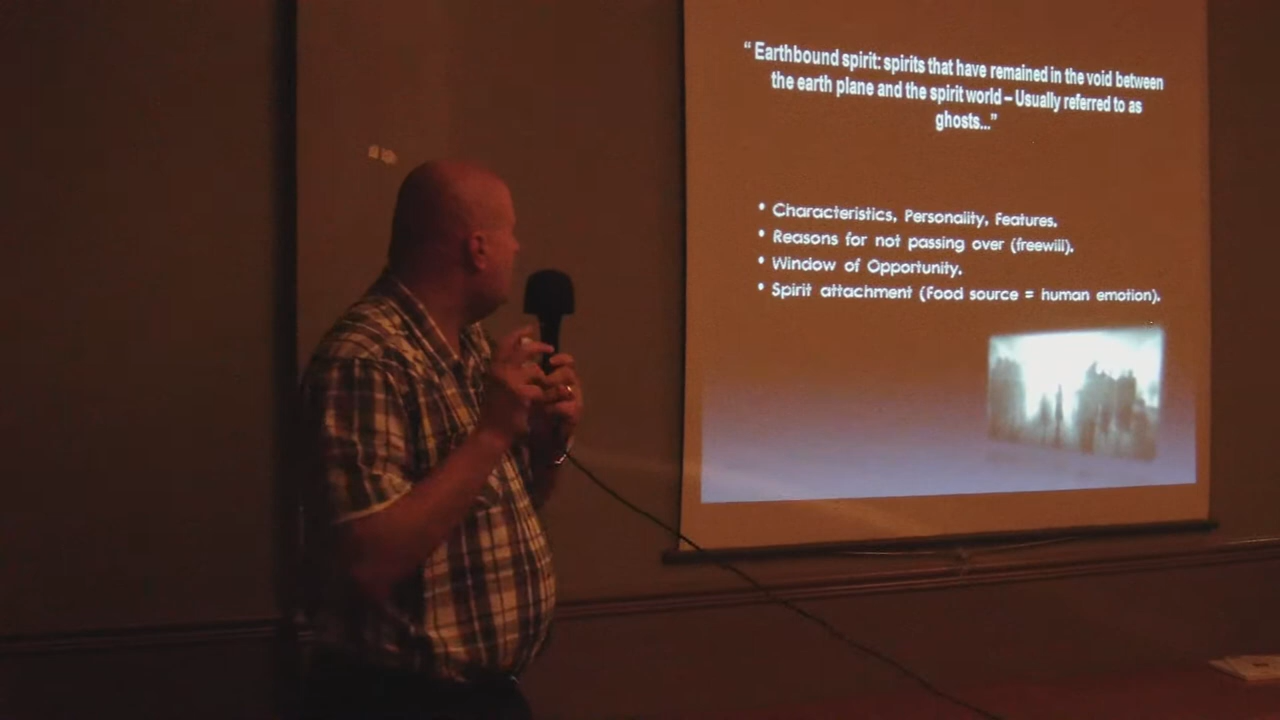 “ Earthbound spirit: spirits that have remained in the void between
the earth plane and the spirit world – Usually referred to as
ghosts...”
• Characteristics, Personality, Features.
• Reasons for not passing over (freewill).
• Window of Opportunity.
• Spirit attachment (Food source = human emotion).